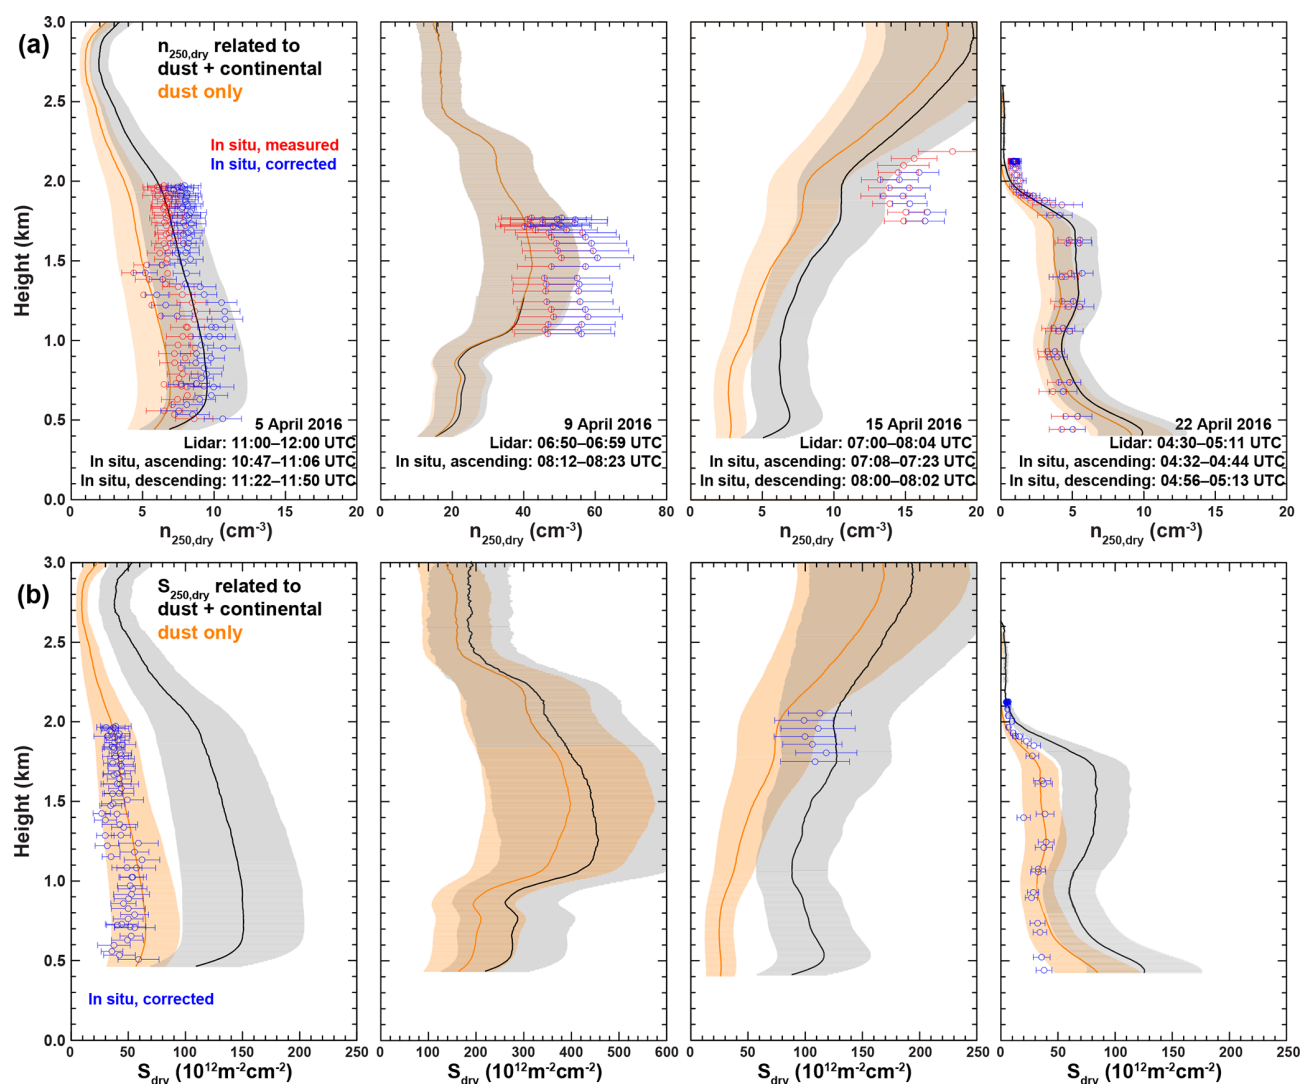 (a)
n250,dry related to
dust + continental
dust only
In situ, measured
In situ, corrected
5 April 2016
Lidar: 11:00–12:00 UTC
In situ, ascending: 10:47–11:06 UTC
In situ, descending: 11:22–11:50 UTC
9 April 2016
Lidar: 06:50–06:59 UTC
In situ, ascending: 08:12–08:23 UTC
15 April 2016
Lidar: 07:00–08:04 UTC
In situ, ascending: 07:08–07:23 UTC
In situ, descending: 08:00–08:02 UTC
22 April 2016
Lidar: 04:30–05:11 UTC
In situ, ascending: 04:32–04:44 UTC
In situ, descending: 04:56–05:13 UTC
Height (km)
3.0
2.5
2.0
1.5
1.0
0.5
0.0
0 5 10 15 20
20 40 60 80
0 5 10 15 20
0 5 10 15 20
n250,dry (cm-3)
n250,dry (cm-3)
n250,dry (cm-3)
n250,dry (cm-3)
(b)
S250,dry related to
dust + continental
dust only
In situ, corrected
Height (km)
3.0
2.5
2.0
1.5
1.0
0.5
0.0
0 50 100 150 200 250
0 100 200 300 400 500 600
0 50 100 150 200 250
0 50 100 150 200 250
Sdry (1012m-2cm-2)
Sdry (1012m-2cm-2)
Sdry (1012m-2cm-2)
Sdry (1012m-2cm-2)